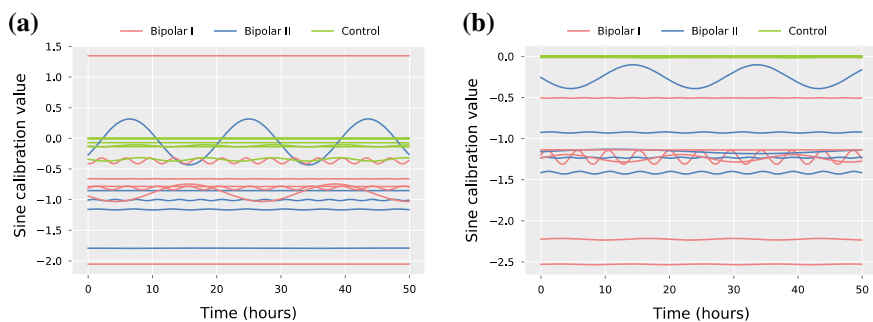 (a)
Bipolar I Bipolar II Control
Sine calibration value
1.5
1.0
0.5
0.0
−0.5
−1.0
−1.5
−2.0
0 10 20 30 40 50
Time (hours)
(b)
Bipolar I Bipolar II Control
Sine calibration value
0.0
−0.5
−1.0
−1.5
−2.0
−2.5
0 10 20 30 40 50
Time (hours)